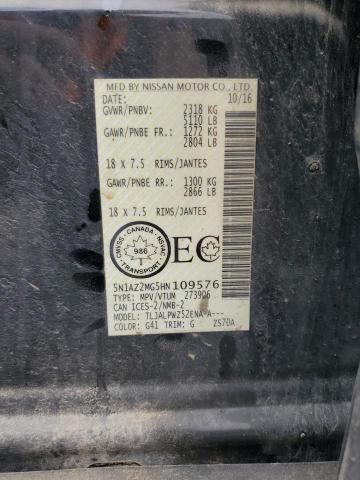 MFD BY NISSAN MOTOR CO., LTD.
DATE: 10/16
GVWR/PNBV: 2318 KG
5110 LB
GAWR/PNBE FR: 1272 KG
2804 LB
18 X 7.5 RIMS/JANTES
GAWR/PNBE RR: 1300 KG
2866 LB
18 X 7.5 RIMS/JANTES
CANADA
CMVSS - NSVAC
986
TRANSPORT
EC
5N1AZ2MG5HN109576
TYPE: MPV/VTUM 273906
CAN ICES-2/NMB-2
MODEL: TLJALPWZ52ENA-A---
COLOR: G41 TRIM: G ZS70A